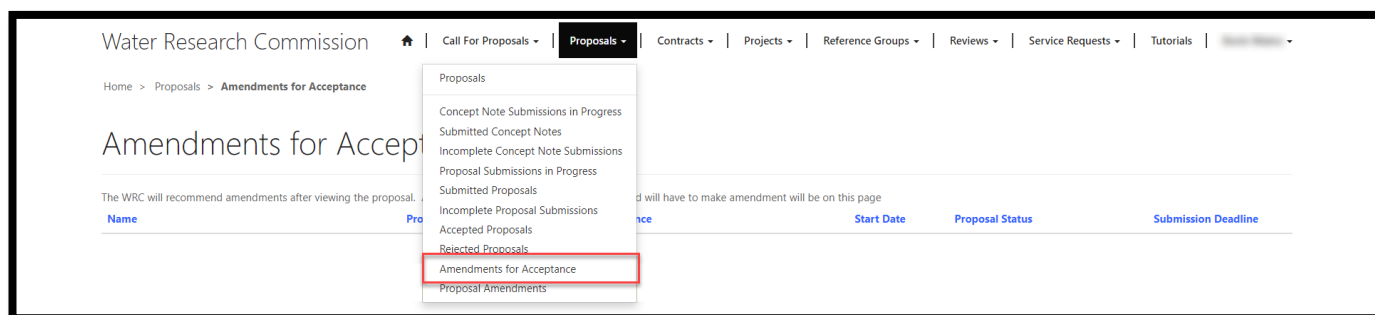 Water Research Commission Call For Proposals Proposals Contracts Projects Reference Groups Reviews Service Requests Tutorials
Home > Proposals > Amendments for Acceptance
Proposals
Concept Note Submissions in Progress
Submitted Concept Notes
Incomplete Concept Note Submissions
Proposal Submissions in Progress
Submitted Proposals
Incomplete Proposal Submissions
Accepted Proposals
Rejected Proposals
Amendments for Acceptance
Proposal Amendments
Amendments for Accept
The WRC will recommend amendments after viewing the proposal. will have to make amendment will be on this page
Name Start Date Proposal Status Submission Deadline